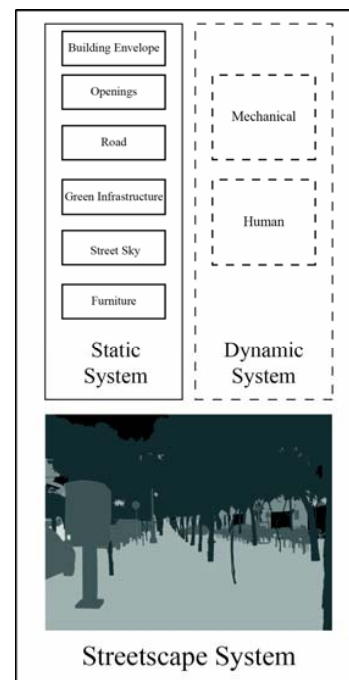 Building Envelope
Openings
Road
Green Infrastructure
Street Sky
Furniture
Static
System
Mechanical
Human
Dynamic
System
Streetscape System